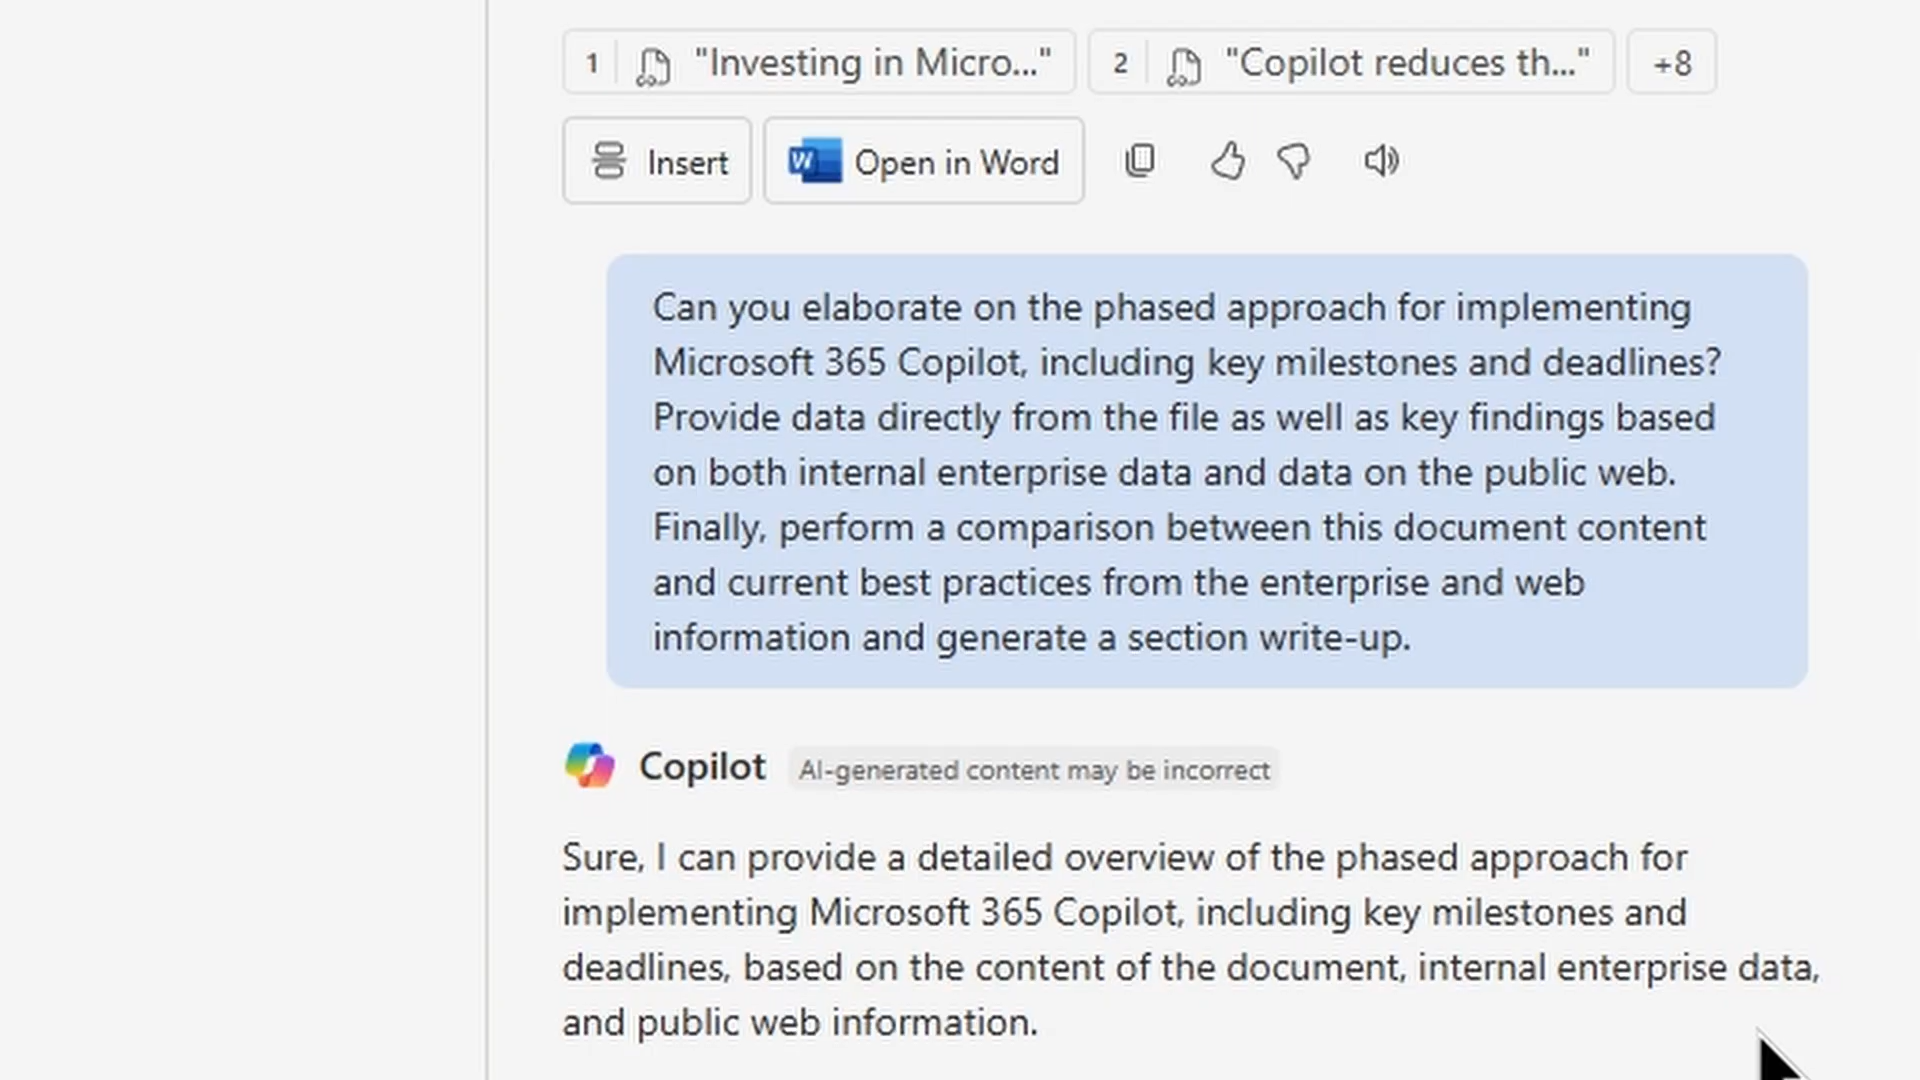 1 "Investing in Micro..." 2 "Copilot reduces th..." +8
Insert W Open in Word
Can you elaborate on the phased approach for implementing
Microsoft 365 Copilot, including key milestones and deadlines?
Provide data directly from the file as well as key findings based
on both internal enterprise data and data on the public web.
Finally, perform a comparison between this document content
and current best practices from the enterprise and web
information and generate a section write-up.
Copilot AI-generated content may be incorrect
Sure, I can provide a detailed overview of the phased approach for
implementing Microsoft 365 Copilot, including key milestones and
deadlines, based on the content of the document, internal enterprise data,
and public web information.